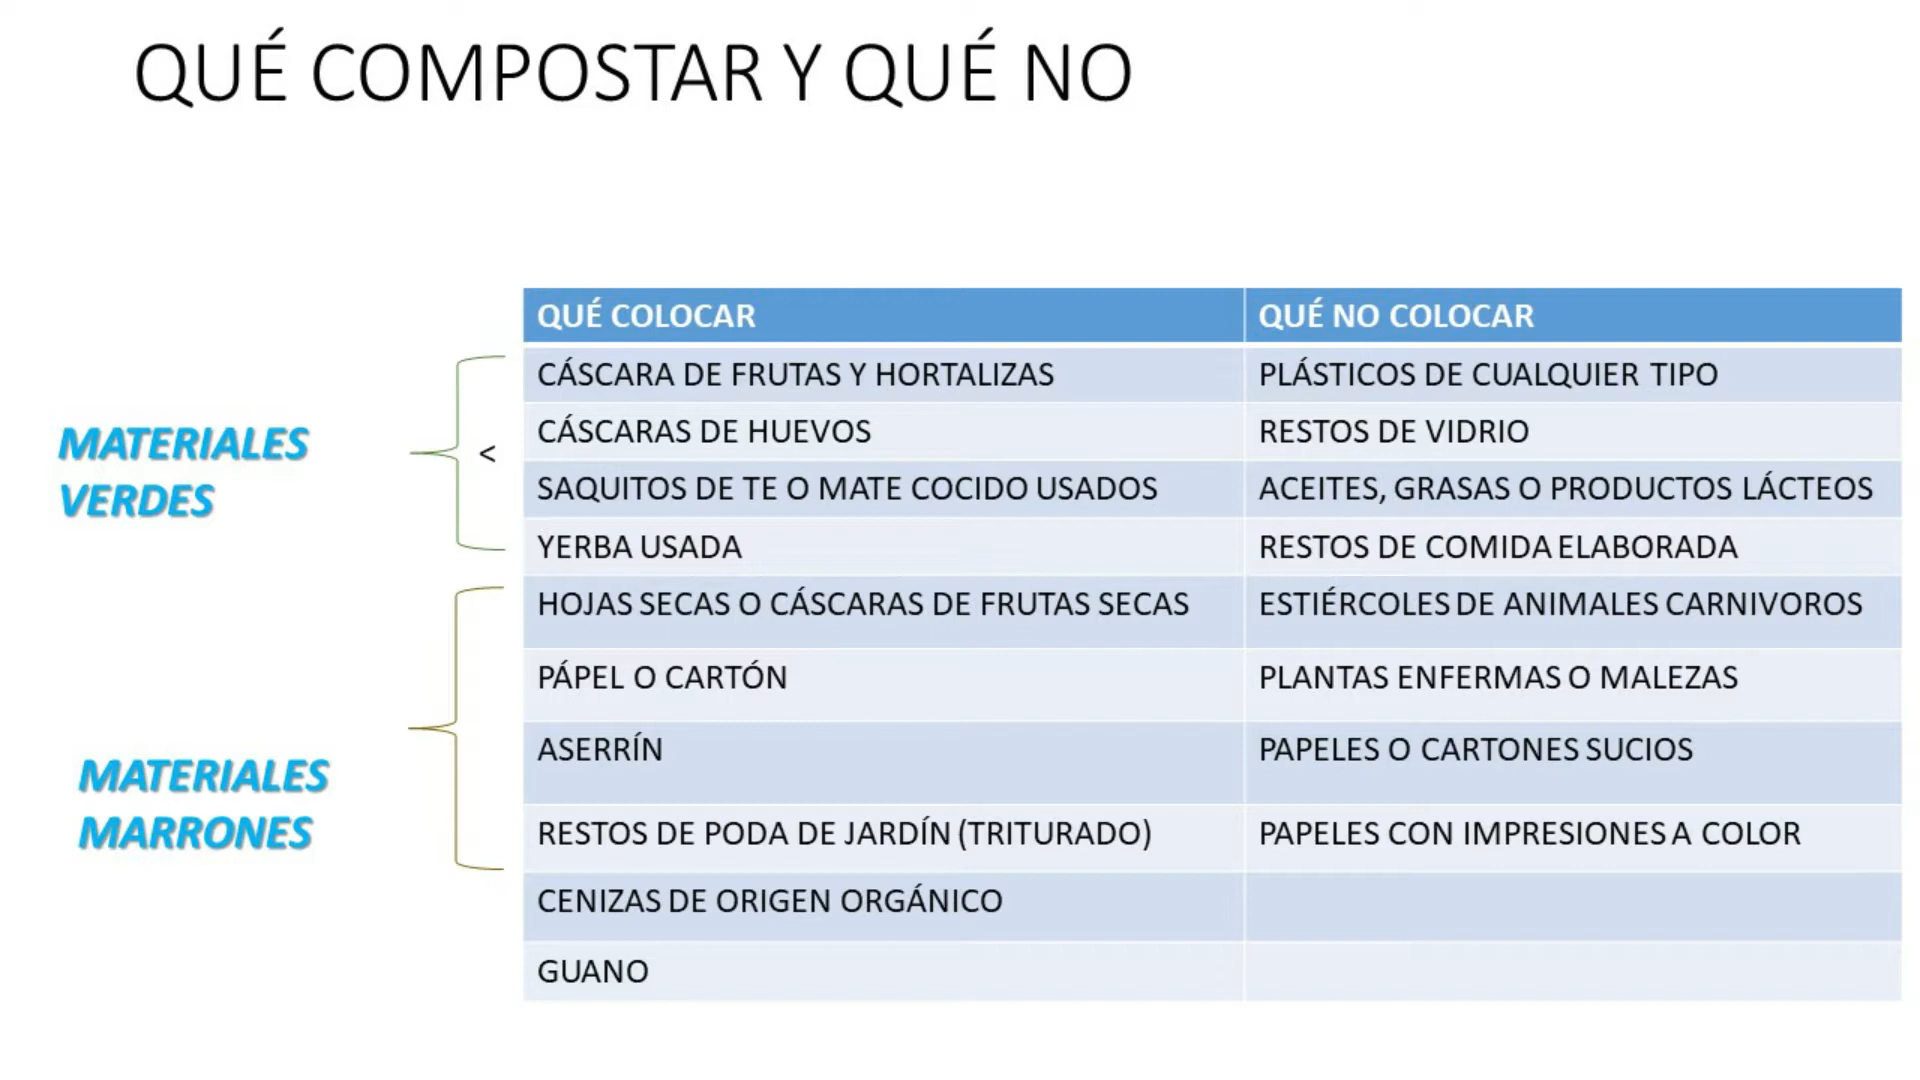 QUÉ COMPOSTAR Y QUÉ NO
QUÉ COLOCAR
QUÉ NO COLOCAR
MATERIALES
VERDES
<
CÁSCARA DE FRUTAS Y HORTALIZAS
PLÁSTICOS DE CUALQUIER TIPO
CÁSCARAS DE HUEVOS
RESTOS DE VIDRIO
SAQUITOS DE TE O MATE COCIDO USADOS
ACEITES, GRASAS O PRODUCTOS LÁCTEOS
YERBA USADA
RESTOS DE COMIDA ELABORADA
MATERIALES
MARRONES
HOJAS SECAS O CÁSCARAS DE FRUTAS SECAS
ESTIÉRCOLES DE ANIMALES CARNIVOROS
PÁPEL O CARTÓN
PLANTAS ENFERMAS O MALEZAS
ASERRÍN
PAPELES O CARTONES SUCIOS
RESTOS DE PODA DE JARDÍN (TRITURADO)
PAPELES CON IMPRESIONES A COLOR
CENIZAS DE ORIGEN ORGÁNICO
GUANO